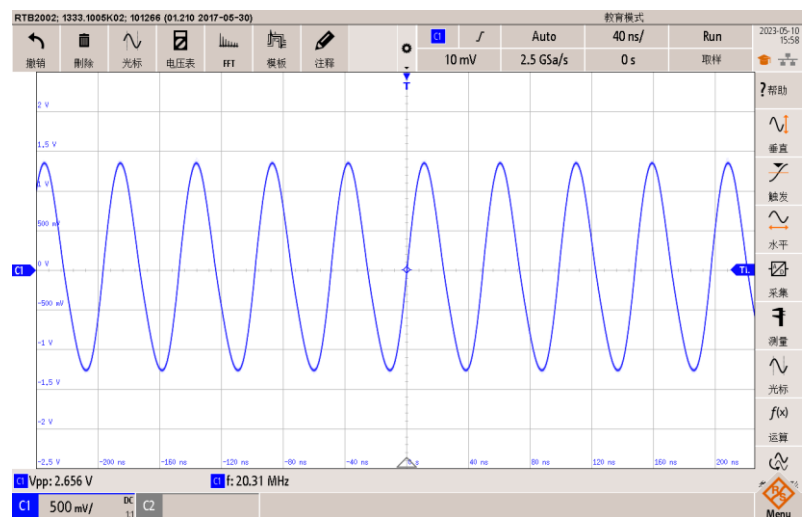 RTB2002; 1333.1005K02; 101266 (01.210 2017-05-30)
教育模式
撤销 删除 光标 电压表 FFT 模板 注释
C1 Auto 40 ns/ Run
10 mV 2.5 GSa/s 0 s 取样
2023-05-10
15:58
T
2 V
1.5 V
1 V
500 mV
0 V
-500 mV
-1 V
-1.5 V
-2 V
-2.5 V
-200 ns -160 ns -120 ns -80 ns -40 ns 0 s 40 ns 80 ns 120 ns 160 ns 200 ns
C1
TL
?帮助
垂直
触发
水平
采集
测量
光标
f(x)
运算
R&S
Menu
C1 Vpp: 2.656 V C1 f: 20.31 MHz
C1 500 mV/ DC 1:1 C2